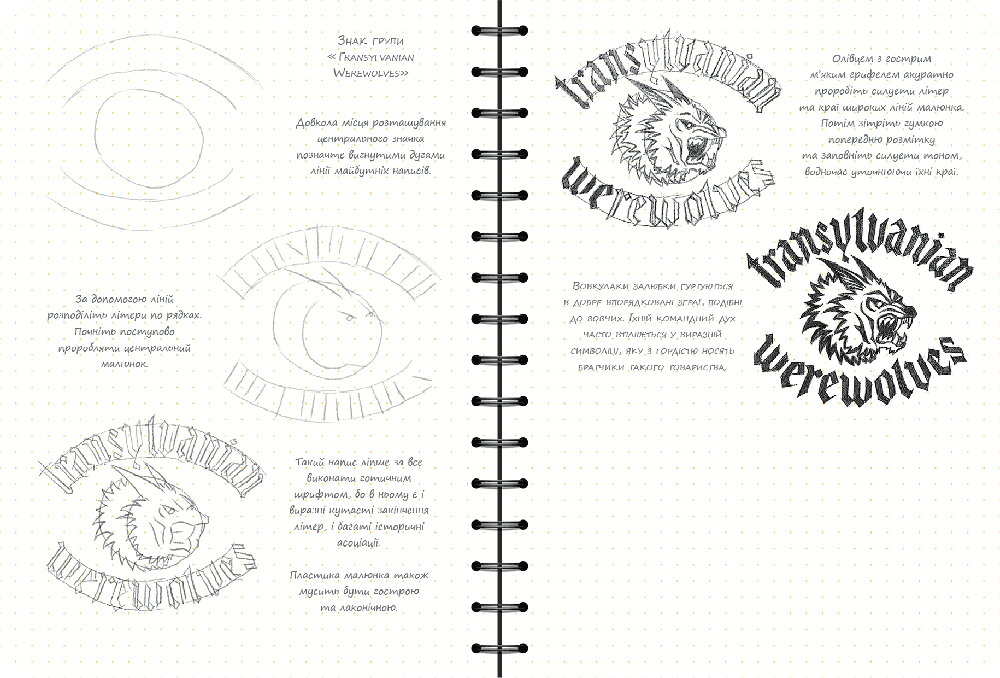 Знак групи
«Transylvanian
Werewolves»
Довкола місця розташування
центрального значка
позначте вигнутими дугами
лінії майбутніх написів.
За допомогою ліній
розподіліть літери по рядках.
Почніть поступово
проробляти центральний
малюнок.
transylvanian
werewolves
Такий напис ліпше за все
виконати готичним
шрифтом, бо в ньому є і
виразні кутасті закінчення
літер, і багаті історичні
асоціації.
Пластика малюнка також
мусить бути гострою
та лаконічною.
transylvanian
werewolves
Олівцем з гострим
м'яким грифелем акуратно
проробіть силуети літер
та краї широких ліній малюнка.
Потім зітріть гумкою
попередню розмітку
та заповніть силуети тоном,
водночас уточнюючи їхні краї.
Вовкулаки залюбки гуртуються
в добре впорядковані зграї, подібні
до вовчих. Їхній командний дух
часто втілюється у виразній
символіці, яку з гордістю носять
братчики такого товариства.
transylvanian
werewolves